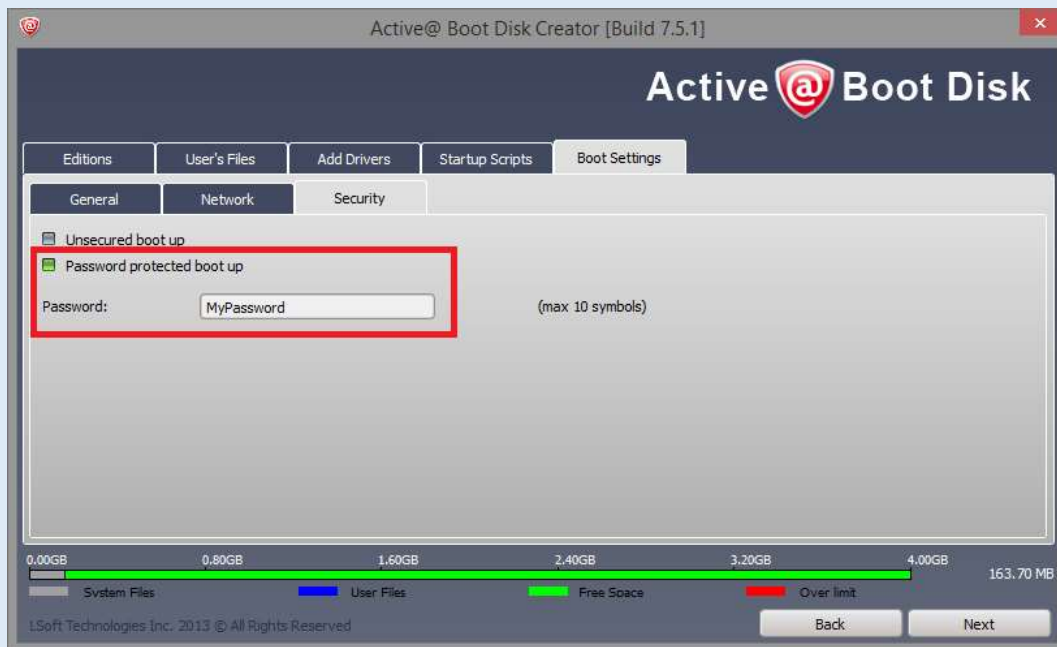 Active@ Boot Disk Creator [Build 7.5.1]
Active@ Boot Disk
Editions User's Files Add Drivers Startup Scripts Boot Settings
General Network Security
Unsecured boot up
Password protected boot up
Password: MyPassword (max 10 symbols)
0.00GB 0.80GB 1.60GB 2.40GB 3.20GB 4.00GB
163.70 MB
System Files User Files Free Space Over limit
LSoft Technologies Inc. 2013 © All Rights Reserved
Back Next